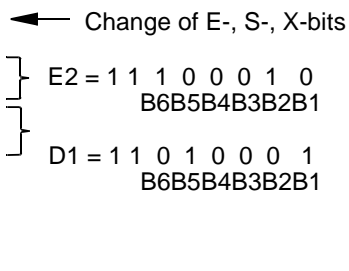 Change of E-, S-, X-bits
E2 = 1 1 1 0 0 0 1 0
B6B5B4B3B2B1
D1 = 1 1 0 1 0 0 0 1
B6B5B4B3B2B1